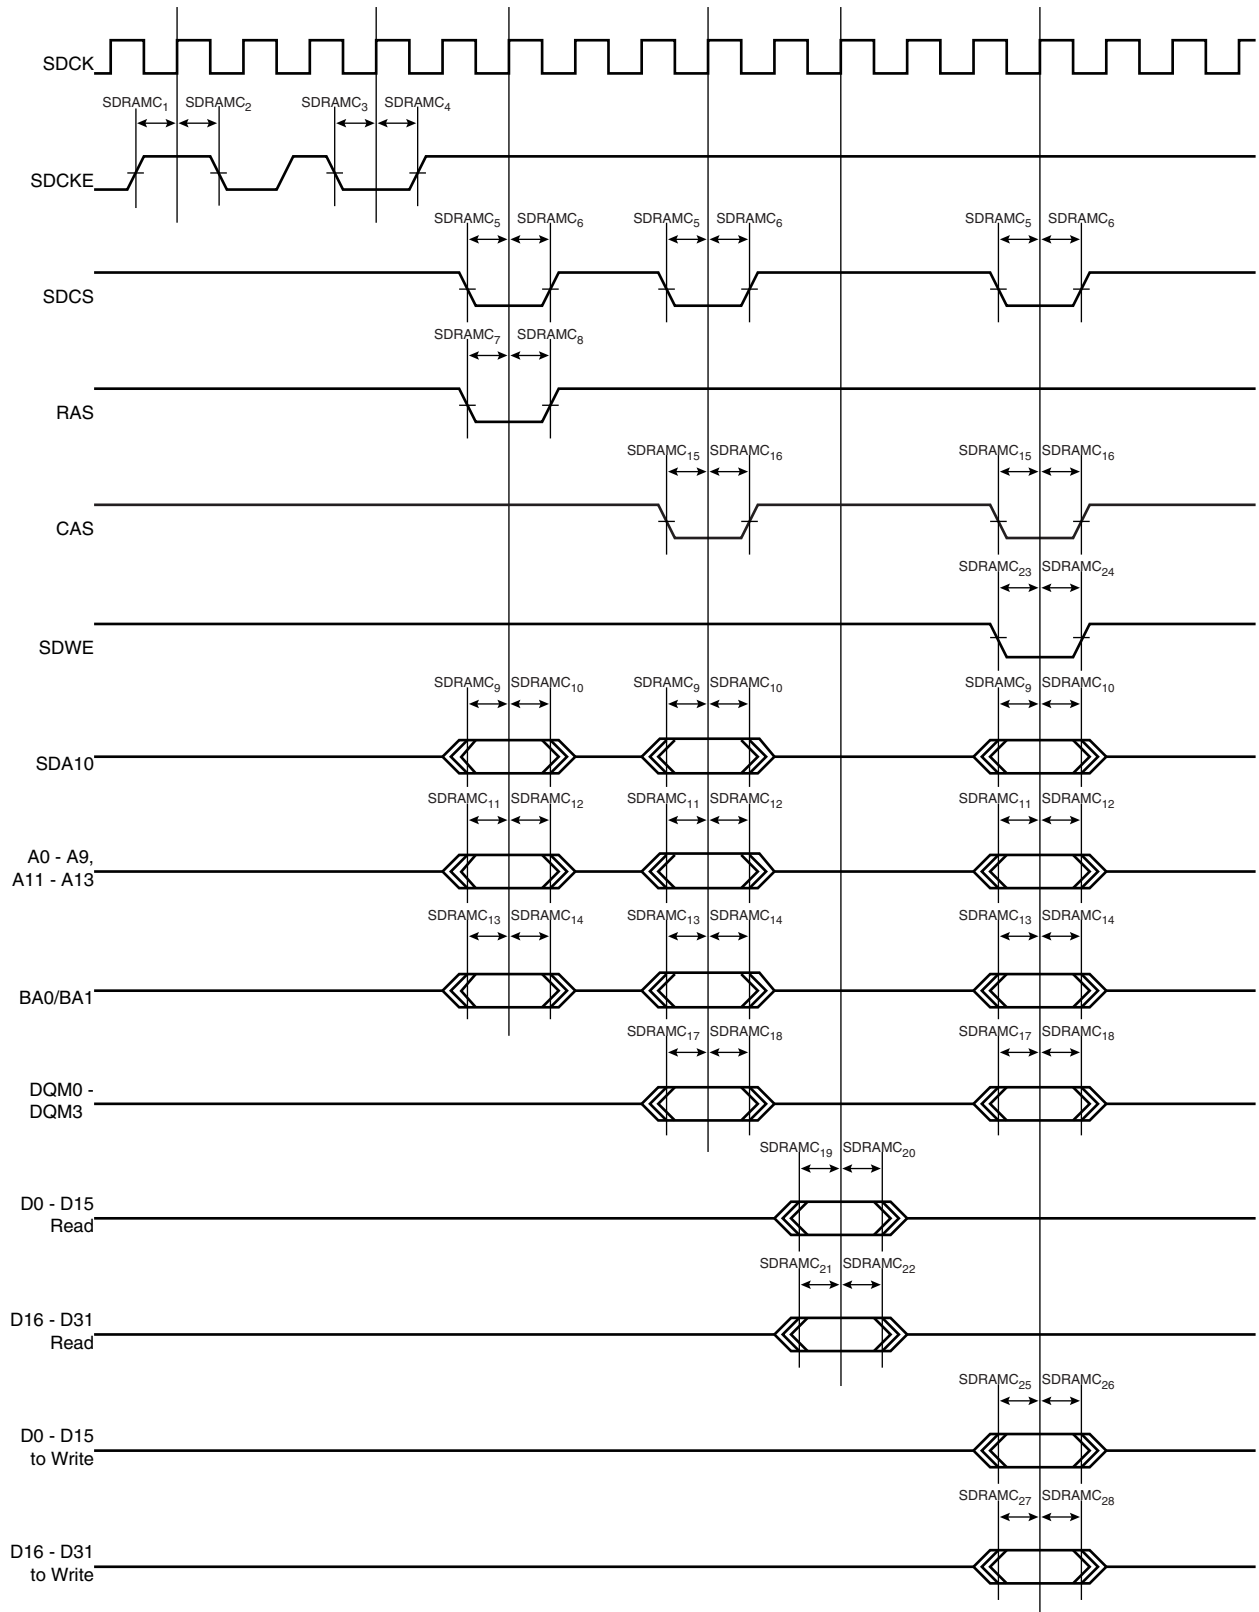 SDCK
SDRAMC1 SDRAMC2 SDRAMC3 SDRAMC4
SDCKE
SDRAMC5 SDRAMC6 SDRAMC5 SDRAMC6 SDRAMC5 SDRAMC6
SDCS
SDRAMC7 SDRAMC8
RAS
SDRAMC15 SDRAMC16 SDRAMC15 SDRAMC16
CAS
SDRAMC23 SDRAMC24
SDWE
SDRAMC9 SDRAMC10 SDRAMC9 SDRAMC10 SDRAMC9 SDRAMC10
SDA10
SDRAMC11 SDRAMC12 SDRAMC11 SDRAMC12 SDRAMC11 SDRAMC12
A0 - A9,
A11 - A13
SDRAMC13 SDRAMC14 SDRAMC13 SDRAMC14 SDRAMC13 SDRAMC14
BA0/BA1
SDRAMC17 SDRAMC18 SDRAMC17 SDRAMC18
DQM0 -
DQM3
SDRAMC19 SDRAMC20
D0 - D15
Read
SDRAMC21 SDRAMC22
D16 - D31
Read
SDRAMC25 SDRAMC26
D0 - D15
to Write
SDRAMC27 SDRAMC28
D16 - D31
to Write